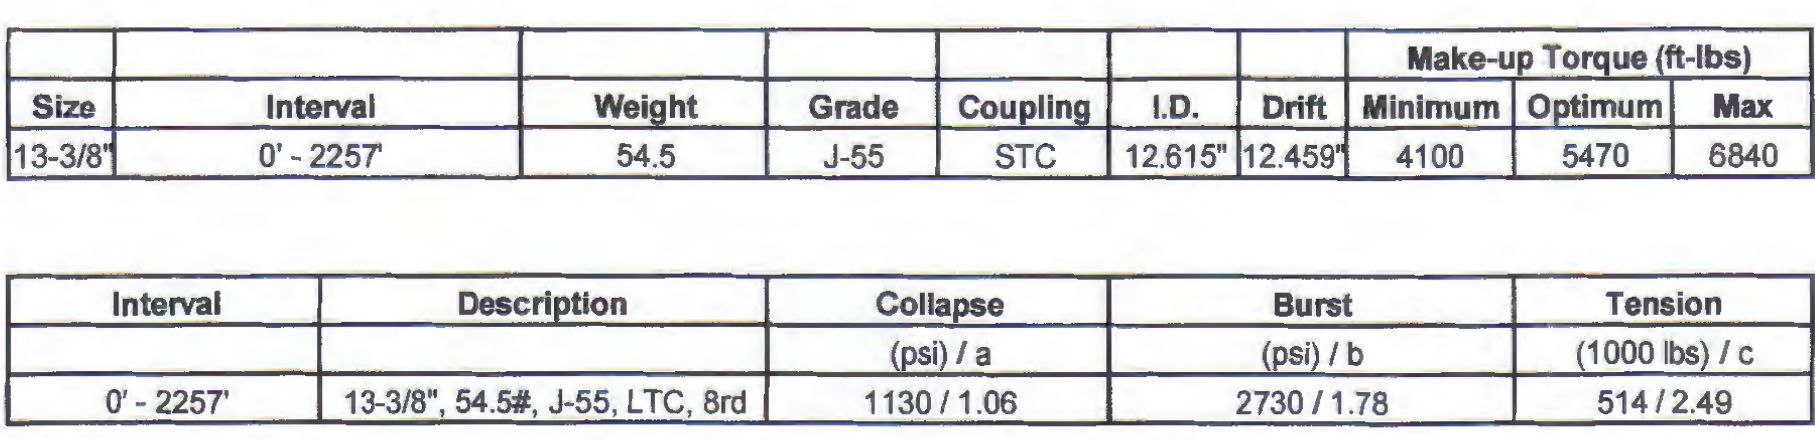 Make-up Torque (ft-lbs)
Size Interval Weight Grade Coupling I.D. Drift Minimum Optimum Max
13-3/8" 0' - 2257' 54.5 J-55 STC 12.615" 12.459" 4100 5470 6840
Interval Description Collapse Burst Tension
(psi) / a (psi) / b (1000 lbs) / c
0' - 2257' 13-3/8", 54.5#, J-55, LTC, 8rd 1130 / 1.06 2730 / 1.78 514 / 2.49